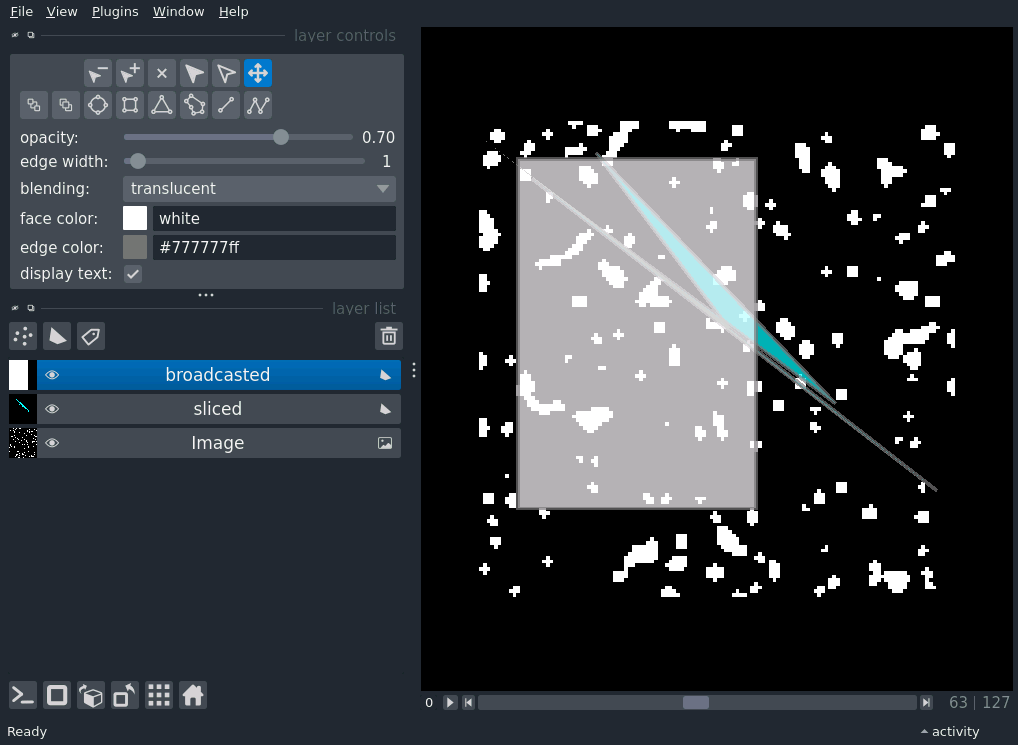 File View Plugins Window Help
layer controls
opacity: 0.70
edge width: 1
blending: translucent
face color: white
edge color: #777777ff
display text:
layer list
broadcasted
sliced
Image
0 63 | 127
Ready activity